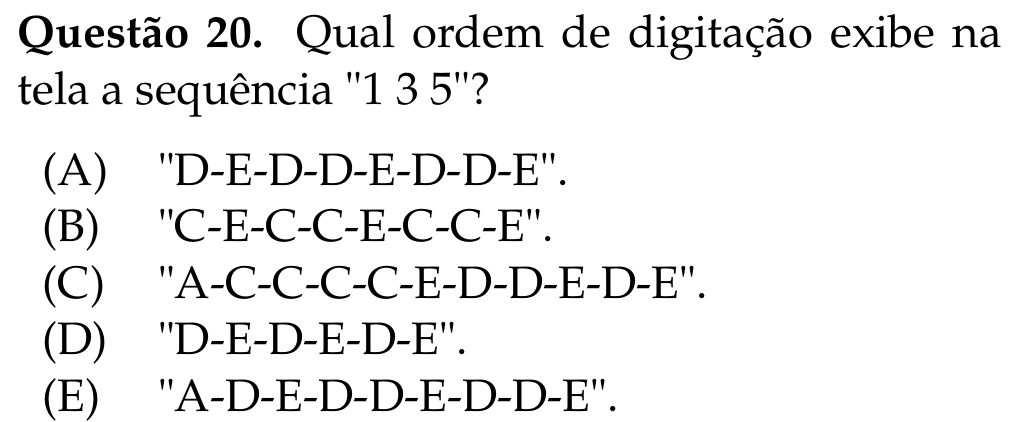 Questão 20. Qual ordem de digitação exibe na
tela a sequência "1 3 5"?
(A) "D-E-D-D-E-D-D-E".
(B) "C-E-C-C-E-C-C-E".
(C) "A-C-C-C-C-E-D-D-E-D-E".
(D) "D-E-D-E-D-E".
(E) "A-D-E-D-D-E-D-D-E".